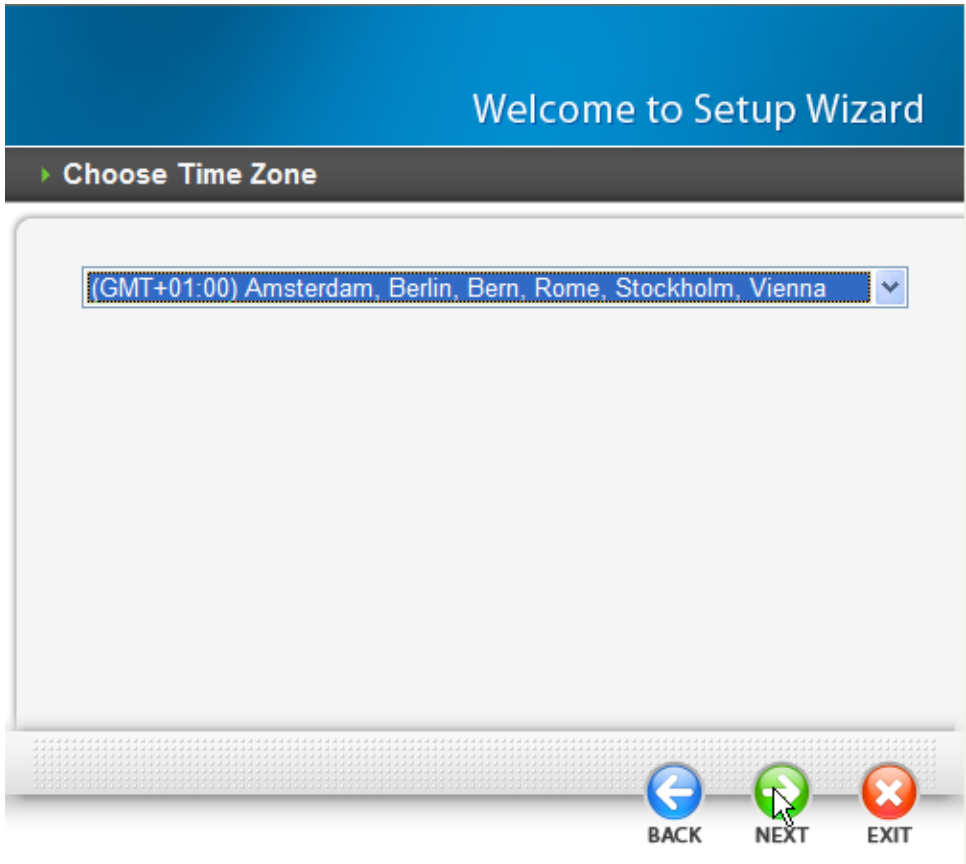 Welcome to Setup Wizard
Choose Time Zone
(GMT+01:00) Amsterdam, Berlin, Bern, Rome, Stockholm, Vienna
BACK NEXT EXIT